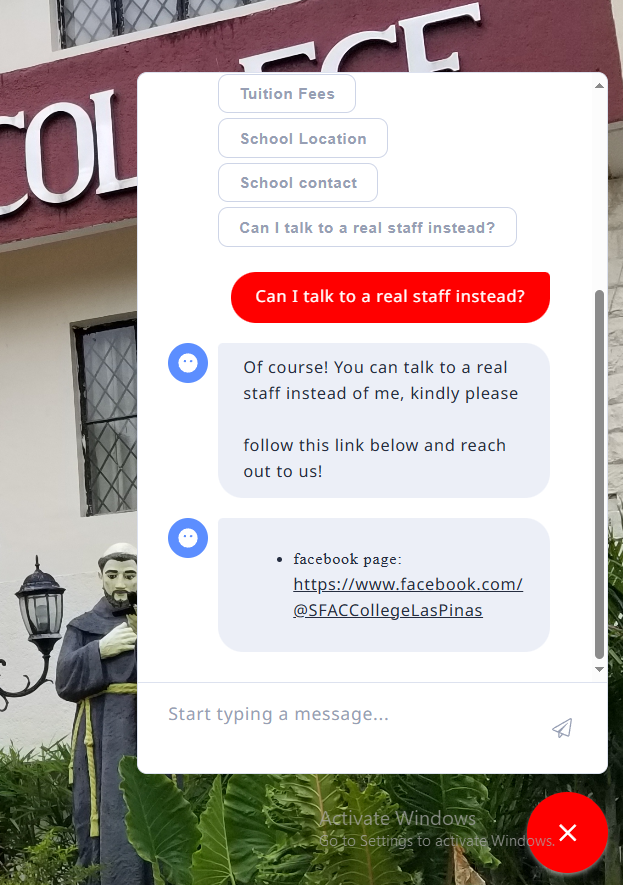 COLLEGE
Tuition Fees
School Location
School contact
Can I talk to a real staff instead?
Can I talk to a real staff instead?
Of course! You can talk to a real
staff instead of me, kindly please
follow this link below and reach
out to us!
facebook page:
https://www.facebook.com/
@SFACCollegeLasPinas
Start typing a message...
Activate Windows
Go to Settings to activate Windows.